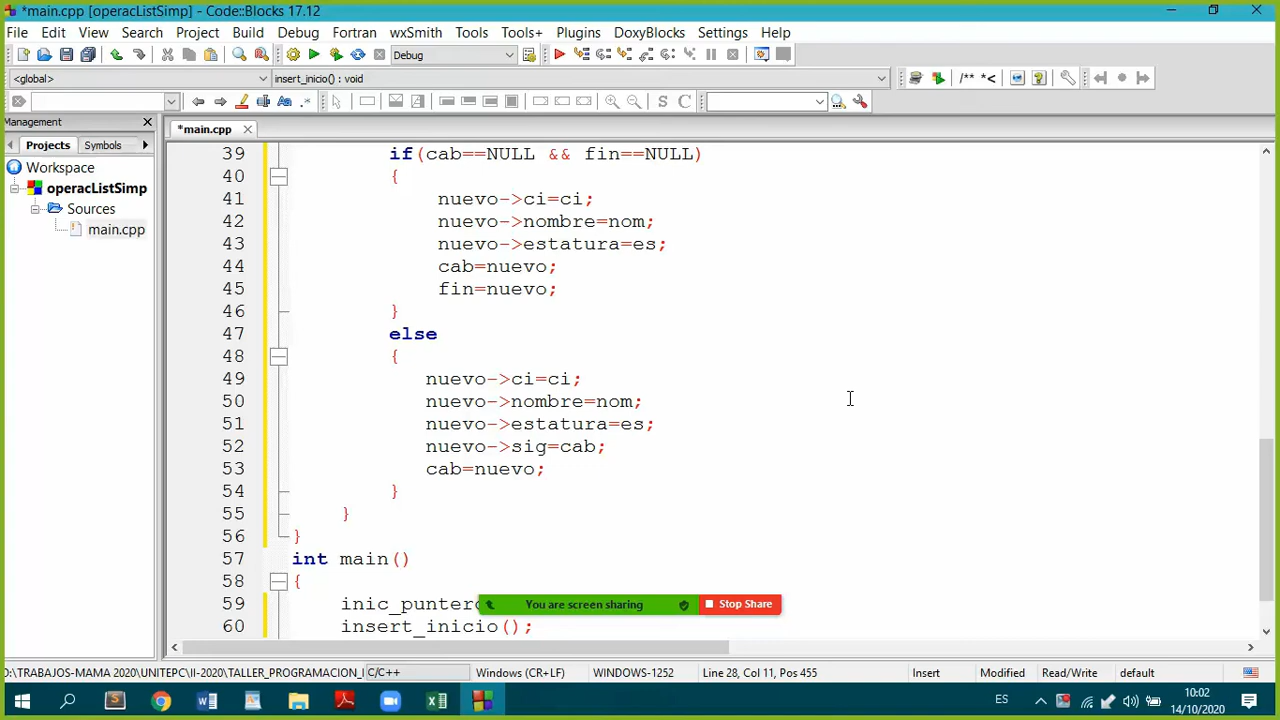 *main.cpp [operacListSimp] - Code::Blocks 17.12
File Edit View Search Project Build Debug Fortran wxSmith Tools Tools+ Plugins DoxyBlocks Settings Help
Debug
<global> insert_inicio() : void /** *<
Aa .* S C
Management
Projects Symbols
*main.cpp
Workspace
operacListSimp
Sources
main.cpp
39 if(cab==NULL && fin==NULL)
40 {
41 nuevo->ci=ci;
42 nuevo->nombre=nom;
43 nuevo->estatura=es;
44 cab=nuevo;
45 fin=nuevo;
46 }
47 else
48 {
49 nuevo->ci=ci;
50 nuevo->nombre=nom;
51 nuevo->estatura=es;
52 nuevo->sig=cab;
53 cab=nuevo;
54 }
55 }
56 }
57 int main()
58 {
59 inic_puntero
60 insert_inicio();
You are screen sharing Stop Share
D:\TRABAJOS-MAMA 2020\UNITEPC\II-2020\TALLER_PROGRAMACION_I C/C++ Windows (CR+LF) WINDOWS-1252 Line 28, Col 11, Pos 455 Insert Modified Read/Write default
ES 10:02
14/10/2020